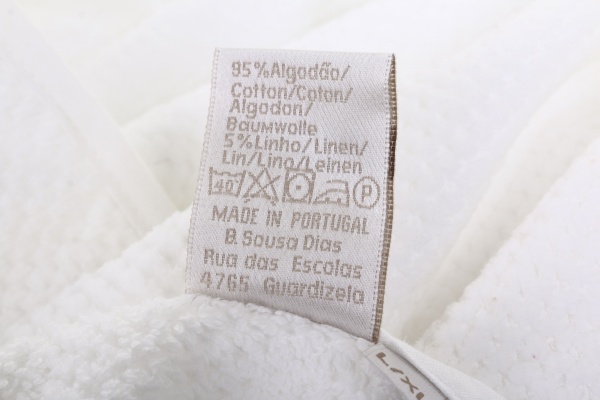 95%Algodão/
Cotton/Coton/
Algodon/
Baumwolle
5%Linho/Linen/
Lin/Lino/Leinen
40 P
MADE IN PORTUGAL
B. Sousa Dias
Rua das Escolas
4765 Guardizela
L/XL